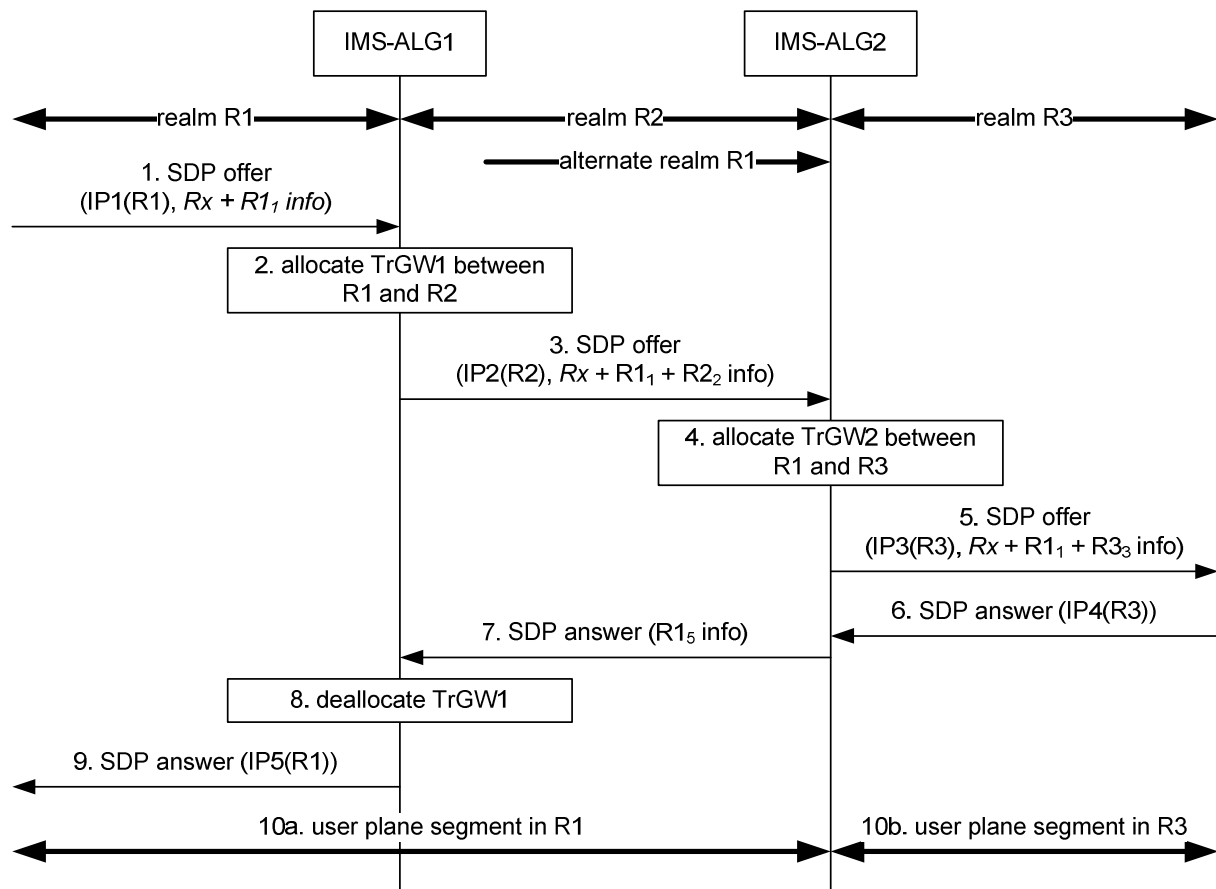 IMS-ALG1
IMS-ALG2
realm R1
realm R2
realm R3
alternate realm R1
1. SDP offer
(IP1(R1), Rx + R1₁ info)
2. allocate TrGW1 between
R1 and R2
3. SDP offer
(IP2(R2), Rx + R1₁ + R2₂ info)
4. allocate TrGW2 between
R1 and R3
5. SDP offer
(IP3(R3), Rx + R1₁ + R3₃ info)
6. SDP answer (IP4(R3))
7. SDP answer (R1₅ info)
8. deallocate TrGW1
9. SDP answer (IP5(R1))
10a. user plane segment in R1
10b. user plane segment in R3